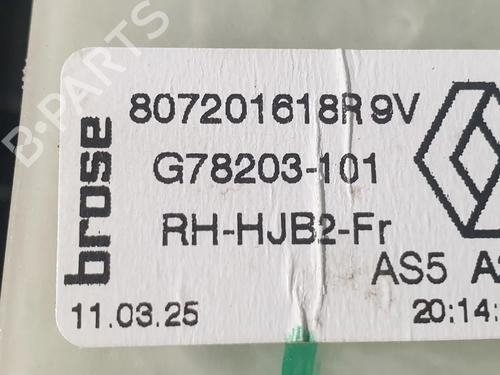 brose
807201618R 9V
G78203-101
RH-HJB2-Fr
AS5
11.03.25
20:14:
B-PARTS